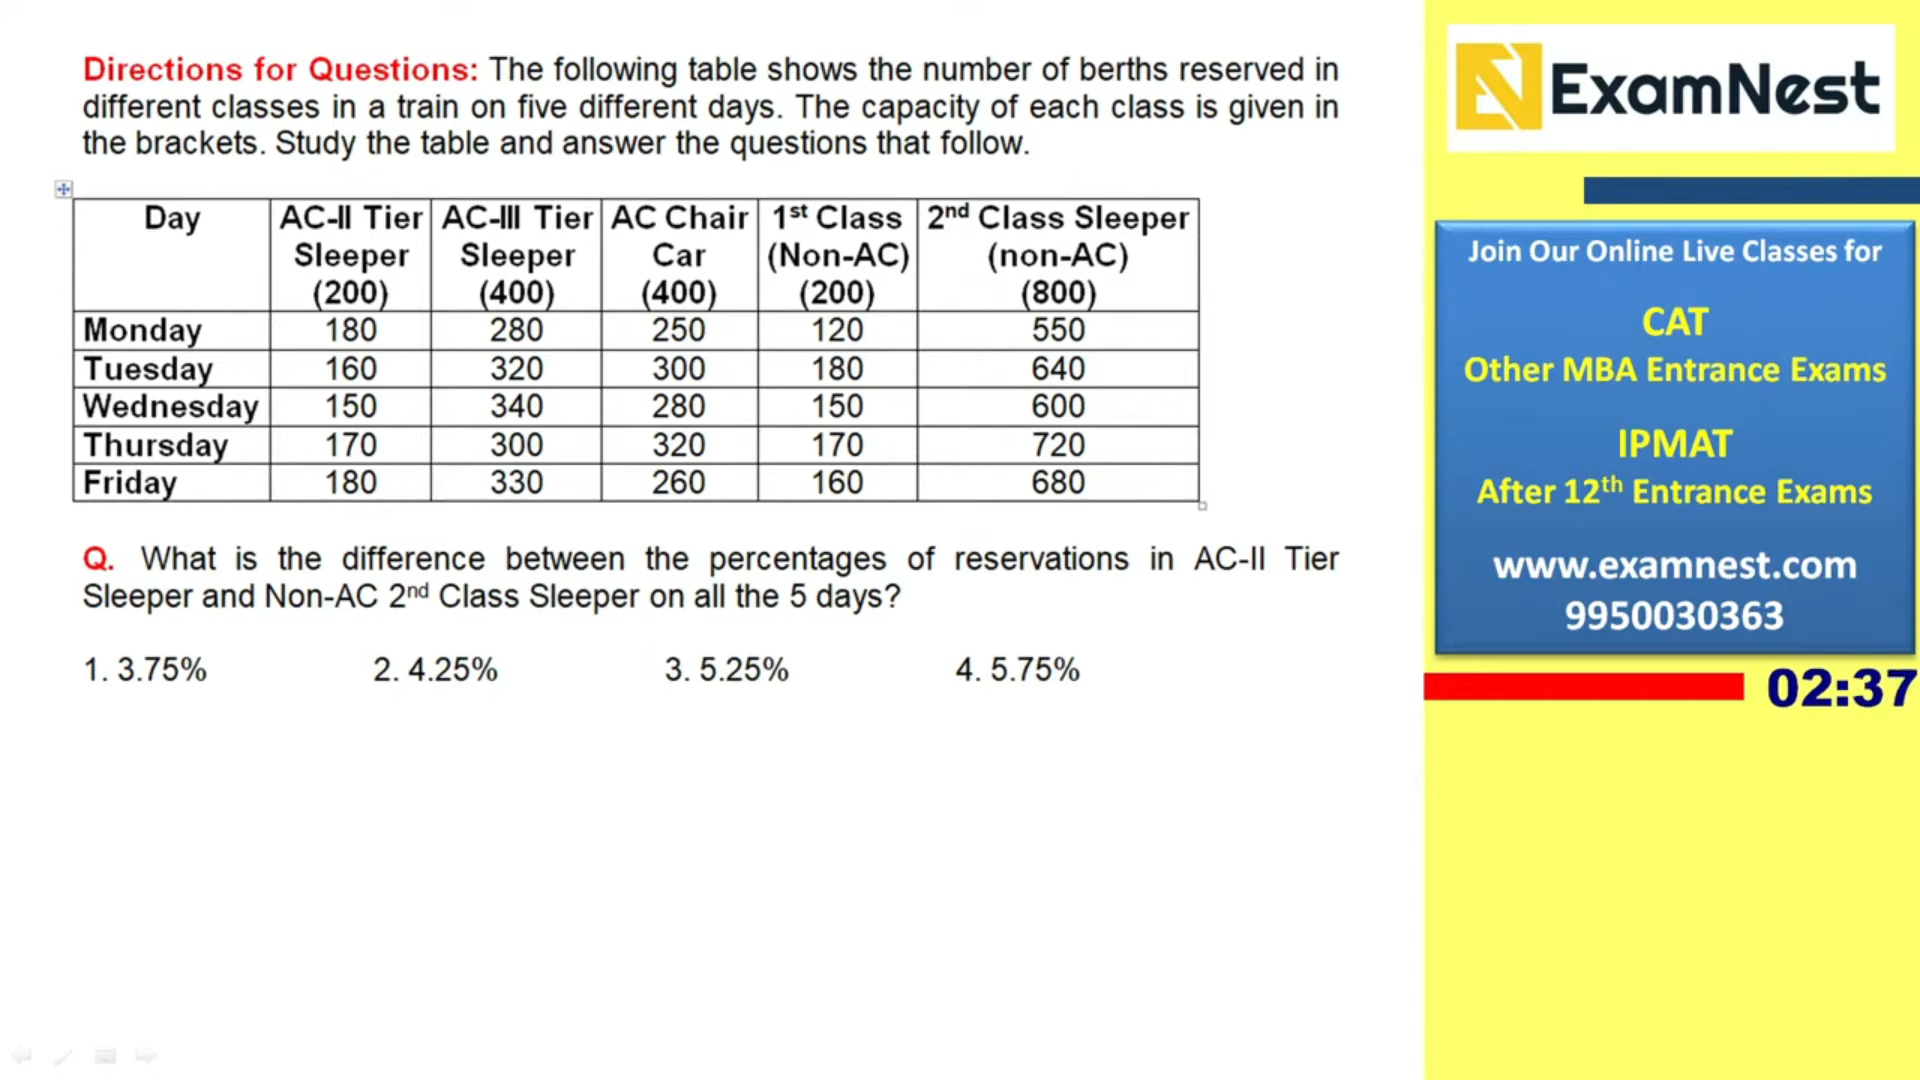 Directions for Questions: The following table shows the number of berths reserved in
different classes in a train on five different days. The capacity of each class is given in
the brackets. Study the table and answer the questions that follow.
Day AC-II Tier AC-III Tier AC Chair 1st Class 2nd Class Sleeper
Sleeper Sleeper Car (Non-AC) (non-AC)
(200) (400) (400) (200) (800)
Monday 180 280 250 120 550
Tuesday 160 320 300 180 640
Wednesday 150 340 280 150 600
Thursday 170 300 320 170 720
Friday 180 330 260 160 680
Q. What is the difference between the percentages of reservations in AC-II Tier
Sleeper and Non-AC 2nd Class Sleeper on all the 5 days?
1. 3.75% 2. 4.25% 3. 5.25% 4. 5.75%
ExamNest
Join Our Online Live Classes for
CAT
Other MBA Entrance Exams
IPMAT
After 12th Entrance Exams
www.examnest.com
9950030363
02:37